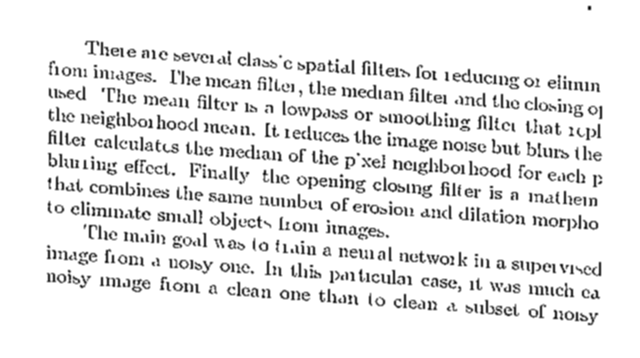 There are several classic spatial filters for reducing or elimin
from images. The mean filter, the median filter and the closing op
used The mean filter is a lowpass or smoothing filter that repl
the neighborhood mean. It reduces the image noise but blurs the
filter calculates the median of the pixel neighborhood for each p
blurring effect. Finally the opening closing filter is a mathem
that combines the same number of erosion and dilation morpho
to eliminate small objects from images.
The main goal was to train a neural network in a supervised
image from a noisy one. In this particular case, it was much ea
noisy image from a clean one than to clean a subset of noisy